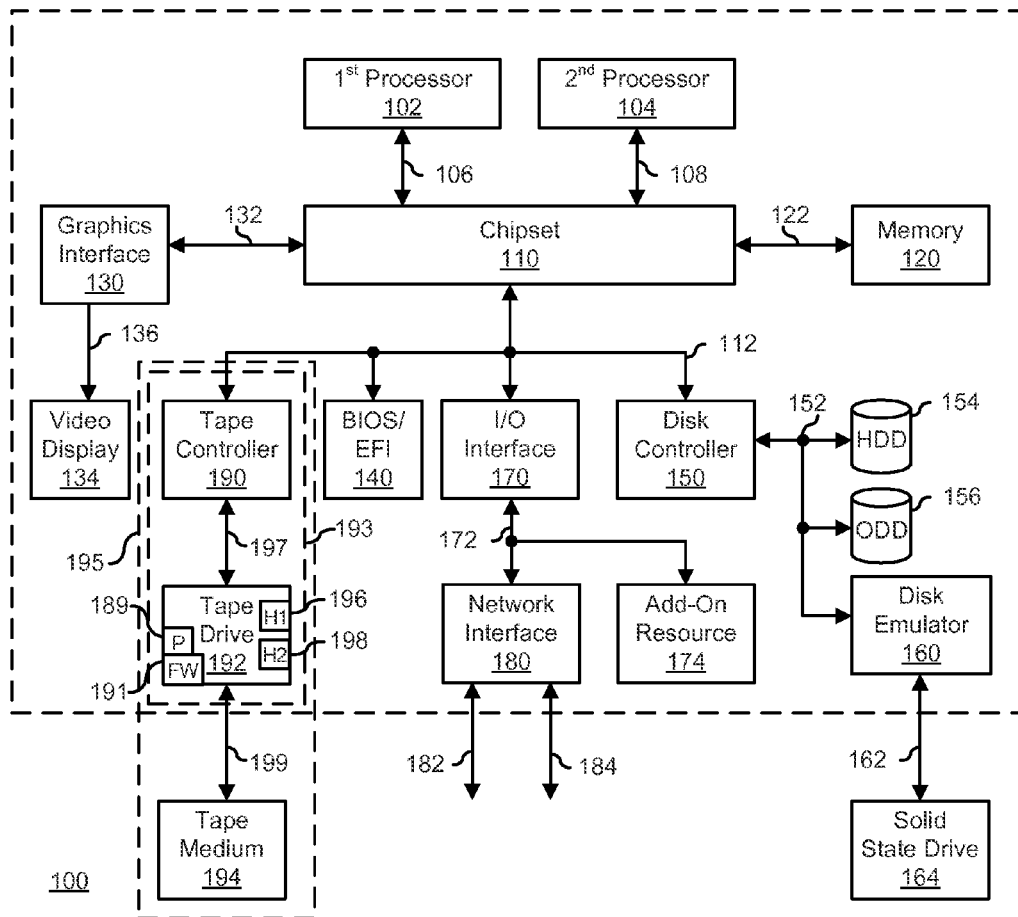 1st Processor
102
2nd Processor
104
106
108
Graphics
Interface
130
132
Chipset
110
122
Memory
120
136
112
Video
Display
134
Tape
Controller
190
BIOS/
EFI
140
I/O
Interface
170
Disk
Controller
150
152
HDD
154
ODD
156
195
197
193
172
189
191
Tape
Drive
192
P
FW
H1
H2
196
198
Network
Interface
180
Add-On
Resource
174
Disk
Emulator
160
199
182
184
162
Tape
Medium
194
Solid
State Drive
164
100